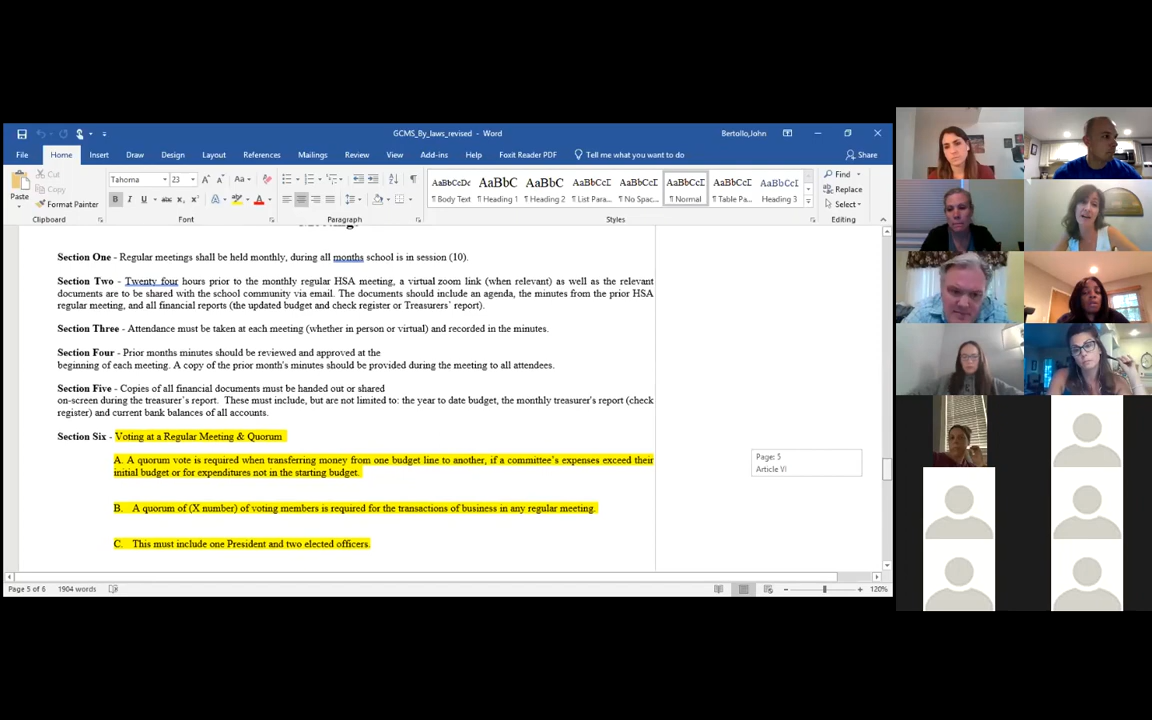 GCMS_By_laws_revised - Word
Bertollo,John
File Home Insert Draw Design Layout References Mailings Review View Add-ins Help Foxit Reader PDF Tell me what you want to do Share
Paste
Cut
Copy
Format Painter
Clipboard
Tahoma 23
Font
Paragraph
AaBbCcDc AaBbC AaBbC AaBbCcI AaBbCcI AaBbCcI AaBbCcI AaBbCcI
¶ Body Text ¶ Heading 1 ¶ Heading 2 ¶ List Para... ¶ No Spac... ¶ Normal ¶ Table Pa... Heading 3
Styles
Find
Replace
Select
Editing
Section One - Regular meetings shall be held monthly, during all months school is in session (10).
Section Two - Twenty four hours prior to the monthly regular HSA meeting, a virtual zoom link (when relevant) as well as the relevant
documents are to be shared with the school community via email. The documents should include an agenda, the minutes from the prior HSA
regular meeting, and all financial reports (the updated budget and check register or Treasurers' report).
Section Three - Attendance must be taken at each meeting (whether in person or virtual) and recorded in the minutes.
Section Four - Prior months minutes should be reviewed and approved at the
beginning of each meeting. A copy of the prior month's minutes should be provided during the meeting to all attendees.
Section Five - Copies of all financial documents must be handed out or shared
on-screen during the treasurer's report. These must include, but are not limited to: the year to date budget, the monthly treasurer's report (check
register) and current bank balances of all accounts.
Section Six - Voting at a Regular Meeting & Quorum
A. A quorum vote is required when transferring money from one budget line to another, if a committee's expenses exceed their
initial budget or for expenditures not in the starting budget.
B. A quorum of (X number) of voting members is required for the transactions of business in any regular meeting.
C. This must include one President and two elected officers.
Page: 5
Article VI
Page 5 of 6 1904 words
120%